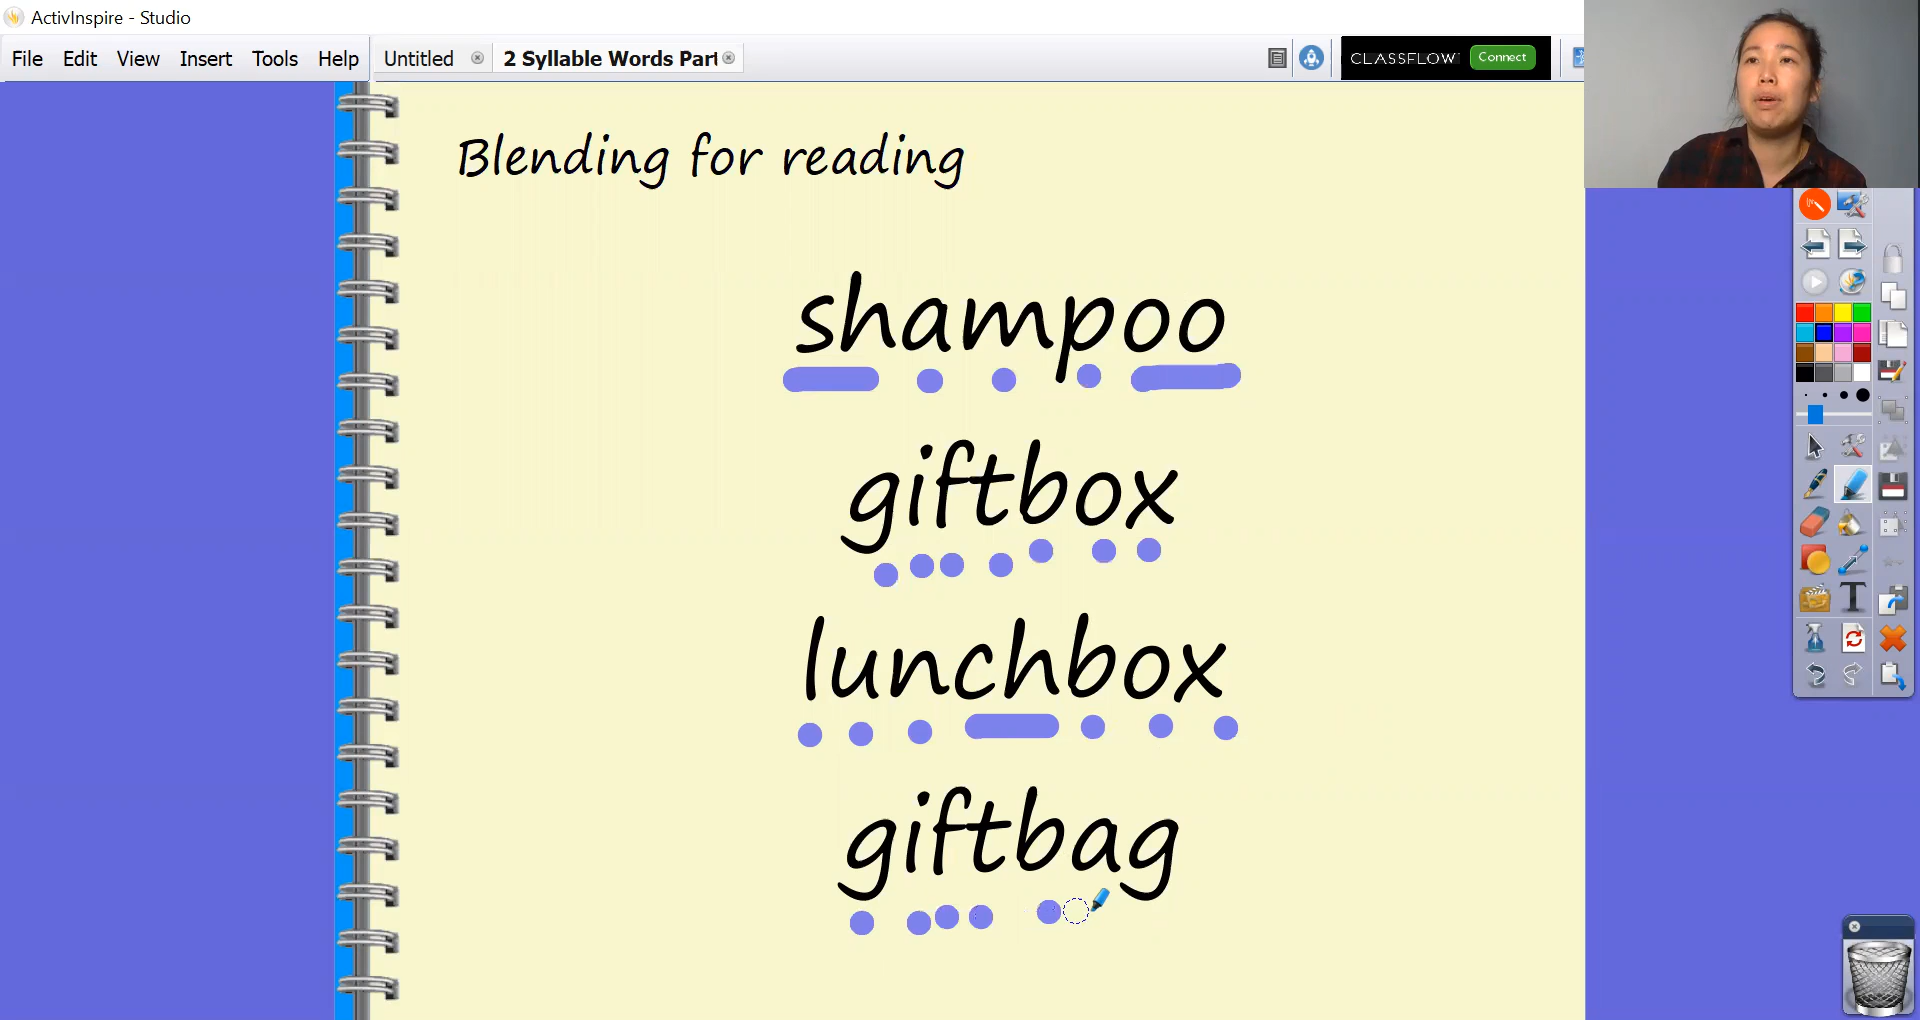 ActivInspire - Studio
File Edit View Insert Tools Help Untitled 2 Syllable Words Part CLASSFLOW Connect
Blending for reading
shampoo
giftbox
lunchbox
giftbag